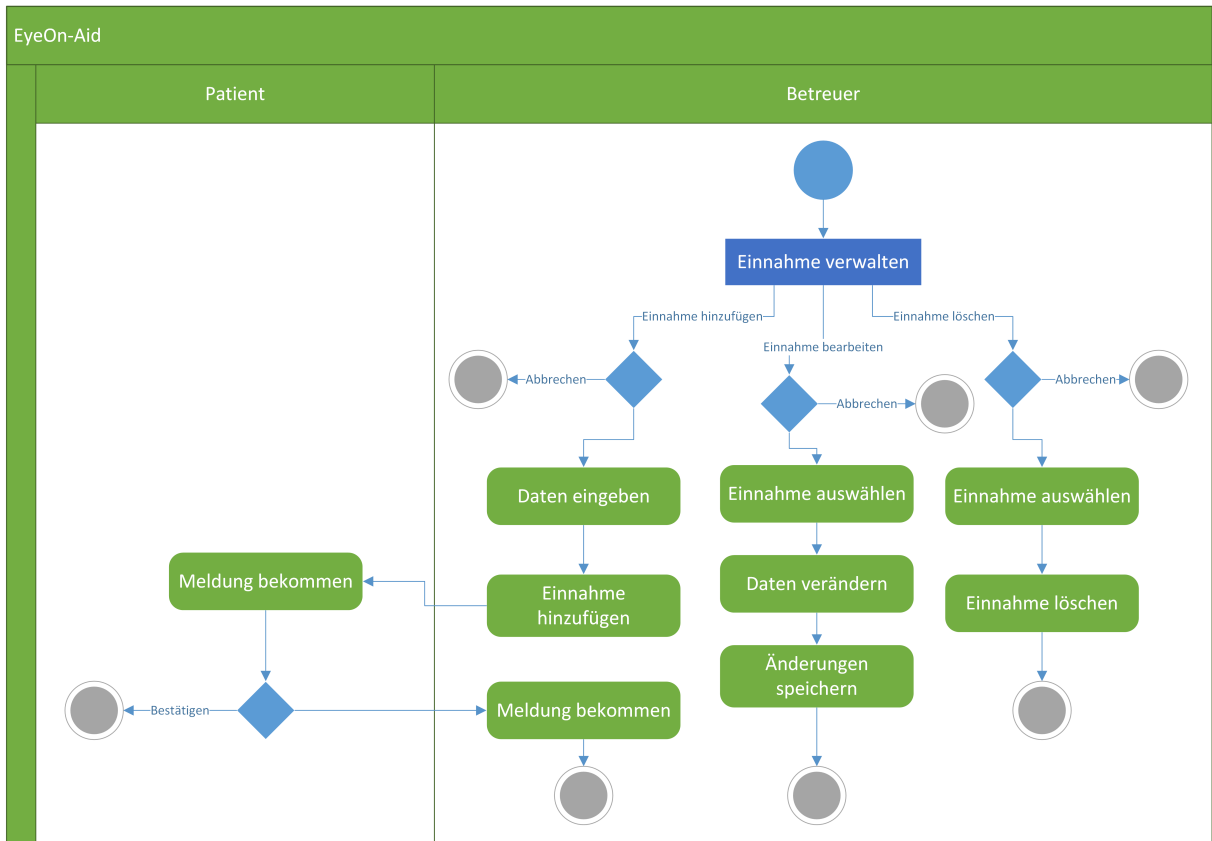 EyeOn-Aid
Patient
Betreuer
Einnahme verwalten
Einnahme hinzufügen
Einnahme löschen
Einnahme bearbeiten
Abbrechen
Abbrechen
Abbrechen
Daten eingeben
Einnahme auswählen
Einnahme auswählen
Meldung bekommen
Einnahme
hinzufügen
Daten verändern
Einnahme löschen
Änderungen
speichern
Bestätigen
Meldung bekommen